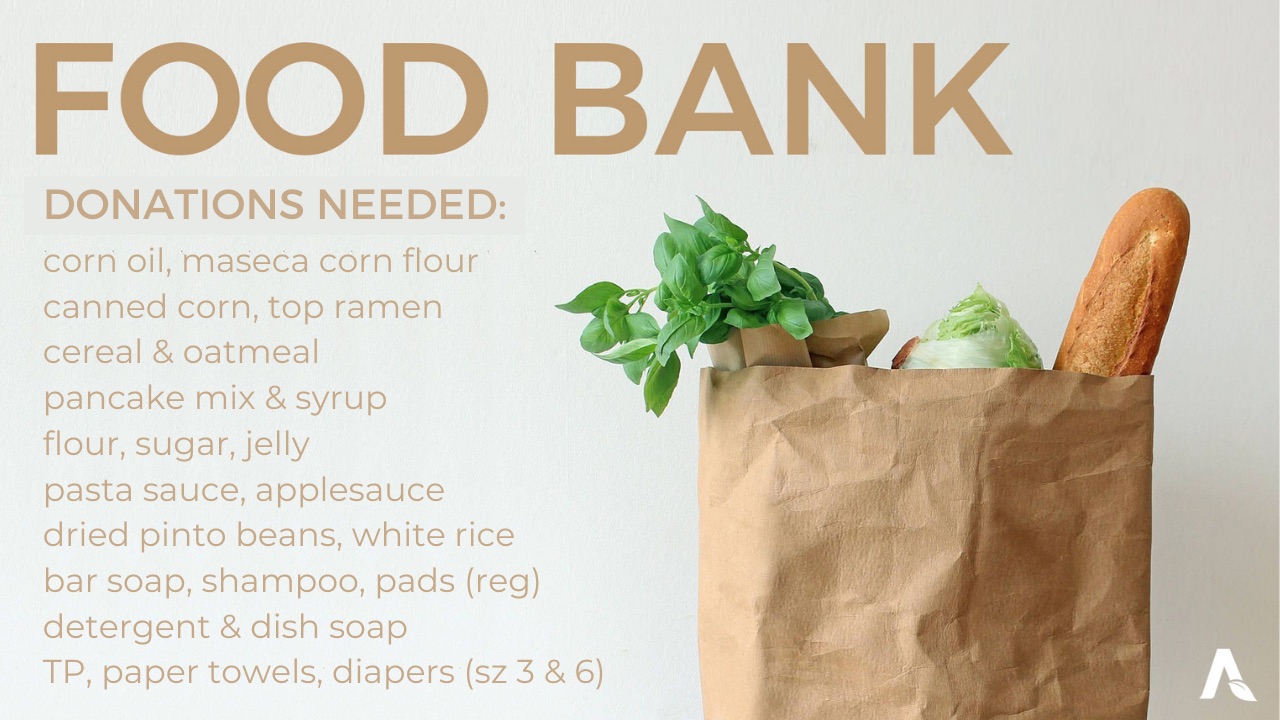 FOOD BANK
DONATIONS NEEDED:
corn oil, maseca corn flour
canned corn, top ramen
cereal & oatmeal
pancake mix & syrup
flour, sugar, jelly
pasta sauce, applesauce
dried pinto beans, white rice
bar soap, shampoo, pads (reg)
detergent & dish soap
TP, paper towels, diapers (sz 3 & 6)